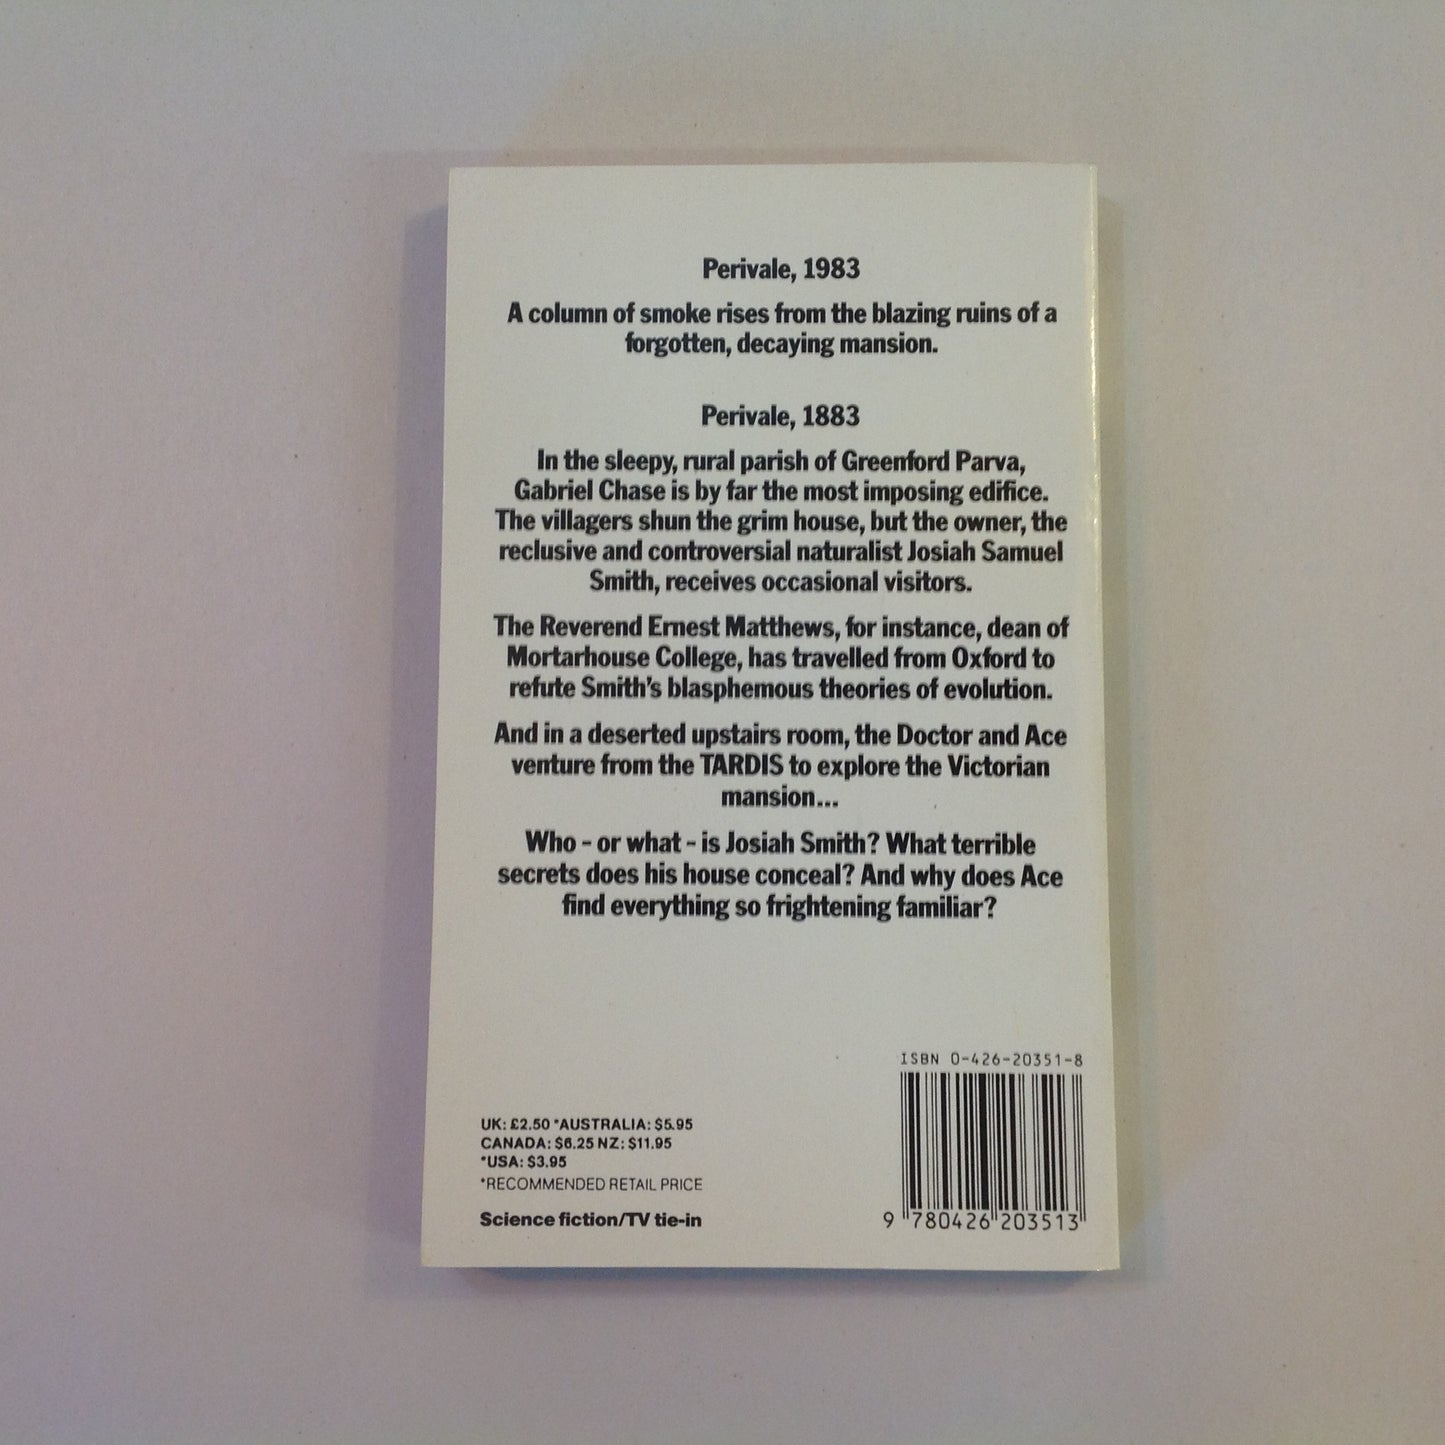 Perivale, 1983
A column of smoke rises from the blazing ruins of a
forgotten, decaying mansion.
Perivale, 1883
In the sleepy, rural parish of Greenford Parva,
Gabriel Chase is by far the most imposing edifice.
The villagers shun the grim house, but the owner, the
reclusive and controversial naturalist Josiah Samuel
Smith, receives occasional visitors.
The Reverend Ernest Matthews, for instance, dean of
Mortarhouse College, has travelled from Oxford to
refute Smith's blasphemous theories of evolution.
And in a deserted upstairs room, the Doctor and Ace
venture from the TARDIS to explore the Victorian
mansion...
Who - or what - is Josiah Smith? What terrible
secrets does his house conceal? And why does Ace
find everything so frightening familiar?
ISBN 0-426-20351-8
UK: £2.50 *AUSTRALIA: $5.95
CANADA: $6.25 NZ: $11.95
*USA: $3.95
*RECOMMENDED RETAIL PRICE
Science fiction/TV tie-in
9 780426 203513